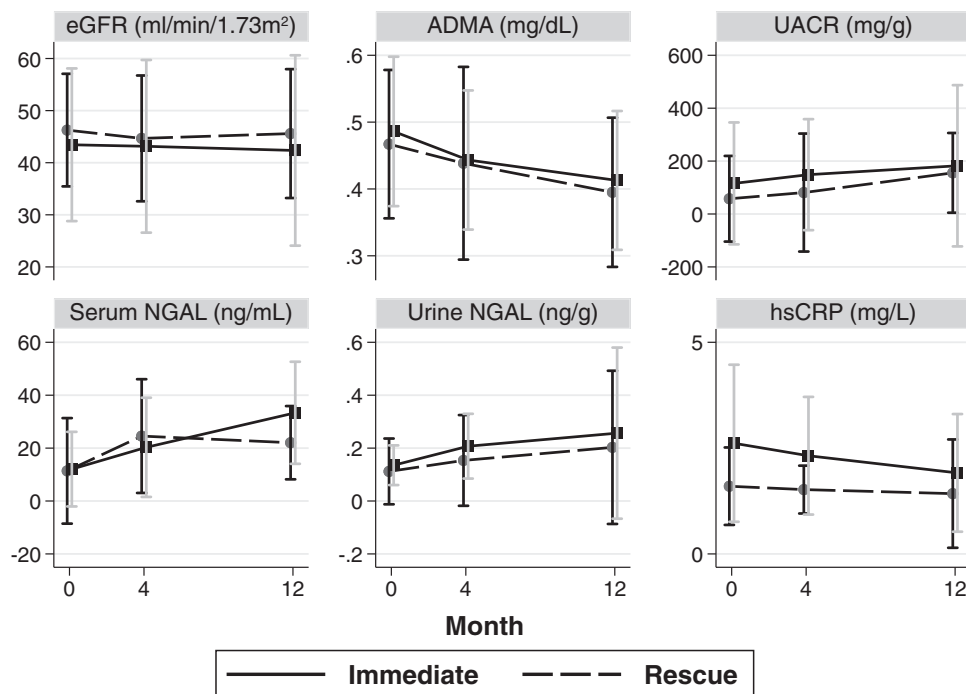 eGFR (ml/min/1.73m²) ADMA (mg/dL) UACR (mg/g)
60 .6 600
50 .5 400
40 .4 200
30 .3 0
20 -200
Serum NGAL (ng/mL) Urine NGAL (ng/g) hsCRP (mg/L)
60 .6 5
40 .4
20 .2
0 0
-20 -.2 0
0 4 12 0 4 12 0 4 12
Month
Immediate Rescue